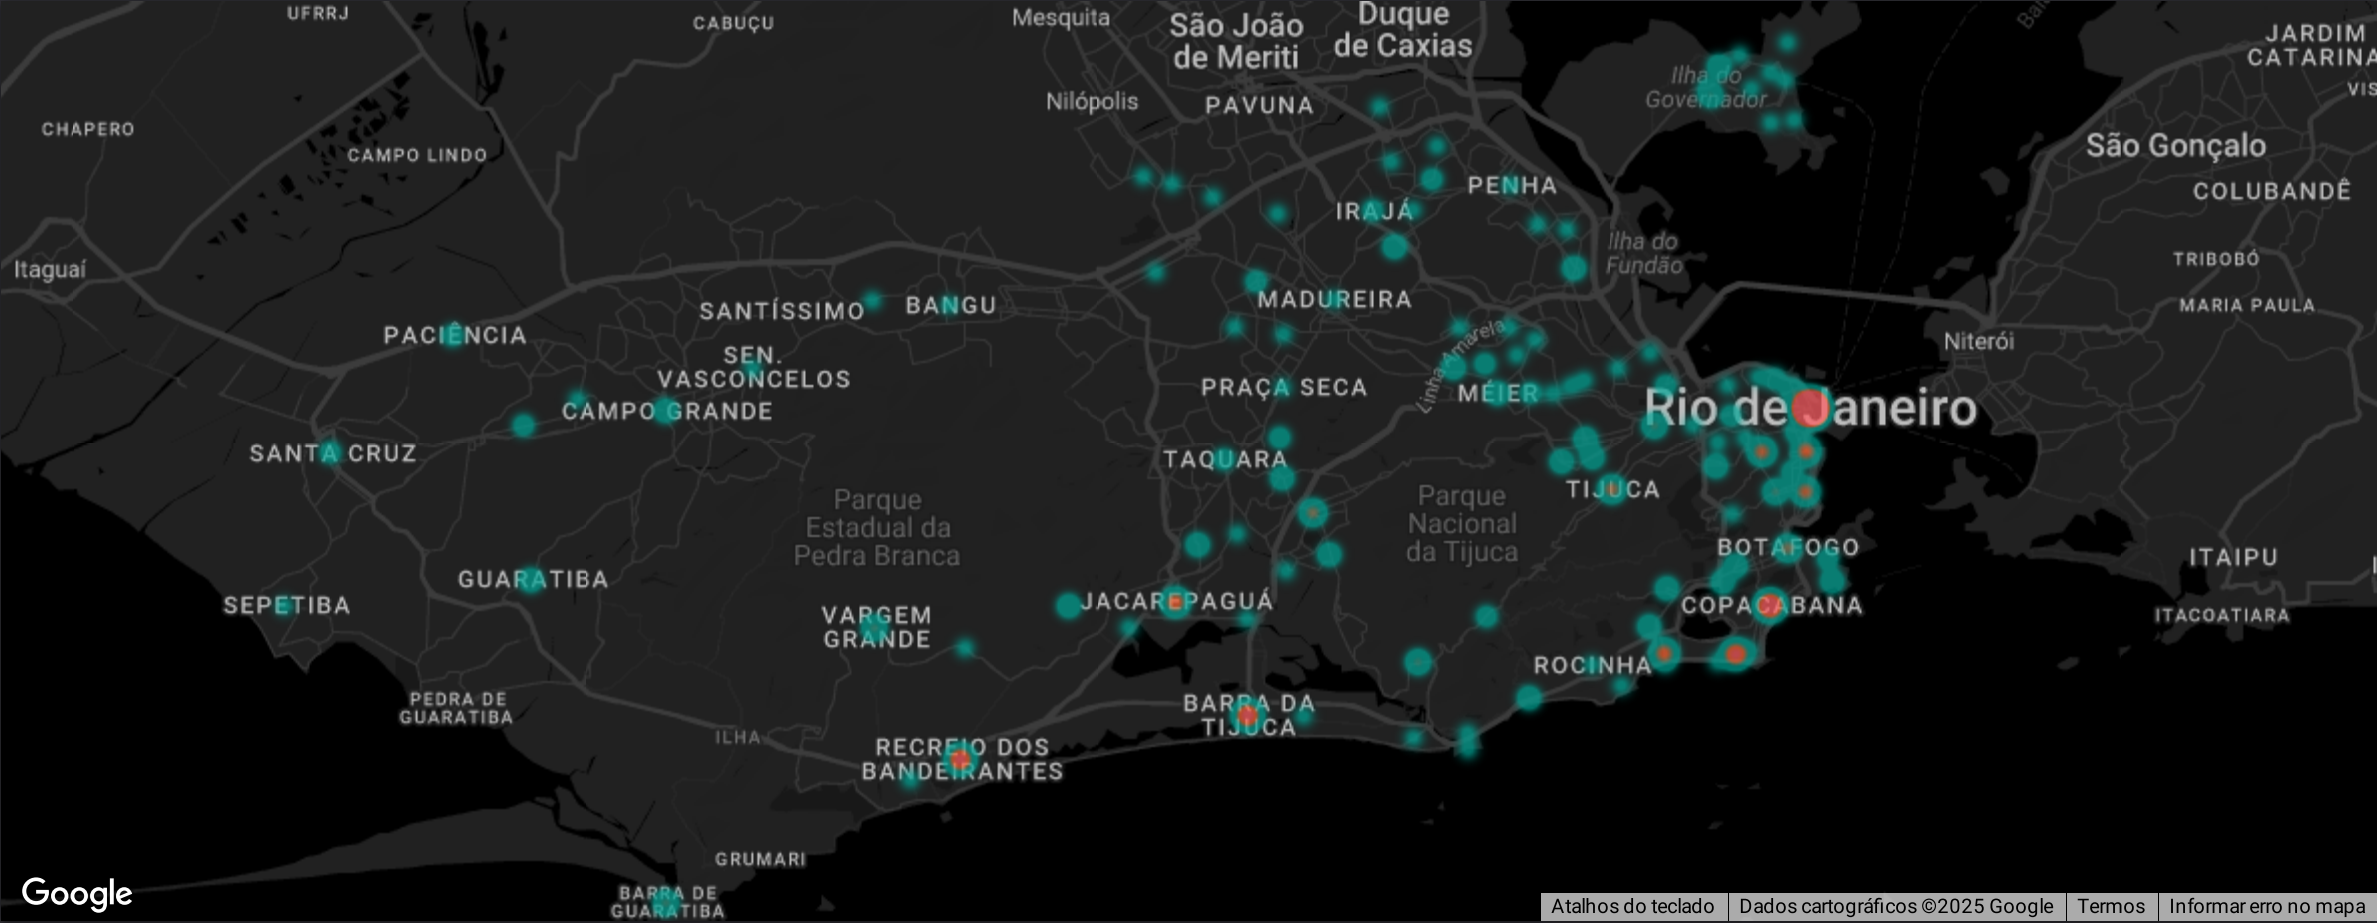 UFRRJ
CABUÇU
Mesquita
São João
de Meriti
Duque
de Caxias
JARDIM
CATARINA
Ilha do
Governador
Nilópolis
PAVUNA
CHAPERO
CAMPO LINDO
São Gonçalo
PENHA
COLUBANDÊ
IRAJÁ
Ilha do
Fundão
Itaguaí
TRIBOBÓ
MADUREIRA
SANTÍSSIMO
BANGU
MARIA PAULA
PACIÊNCIA
Niterói
Linha Amarela
SEN.
VASCONCELOS
PRAÇA SECA
MÉIER
CAMPO GRANDE
Rio de Janeiro
SANTA CRUZ
TAQUARA
TIJUCA
Parque
Estadual da
Pedra Branca
Parque
Nacional
da Tijuca
BOTAFOGO
ITAIPU
GUARATIBA
SEPETIBA
JACAREPAGUÁ
COPACABANA
ITACOATIARA
VARGEM
GRANDE
ROCINHA
PEDRA DE
GUARATIBA
BARRA DA
TIJUCA
ILHA
RECREIO DOS
BANDEIRANTES
GRUMARI
BARRA DE
GUARATIBA
Google
Atalhos do teclado
Dados cartográficos ©2025 Google
Termos
Informar erro no mapa